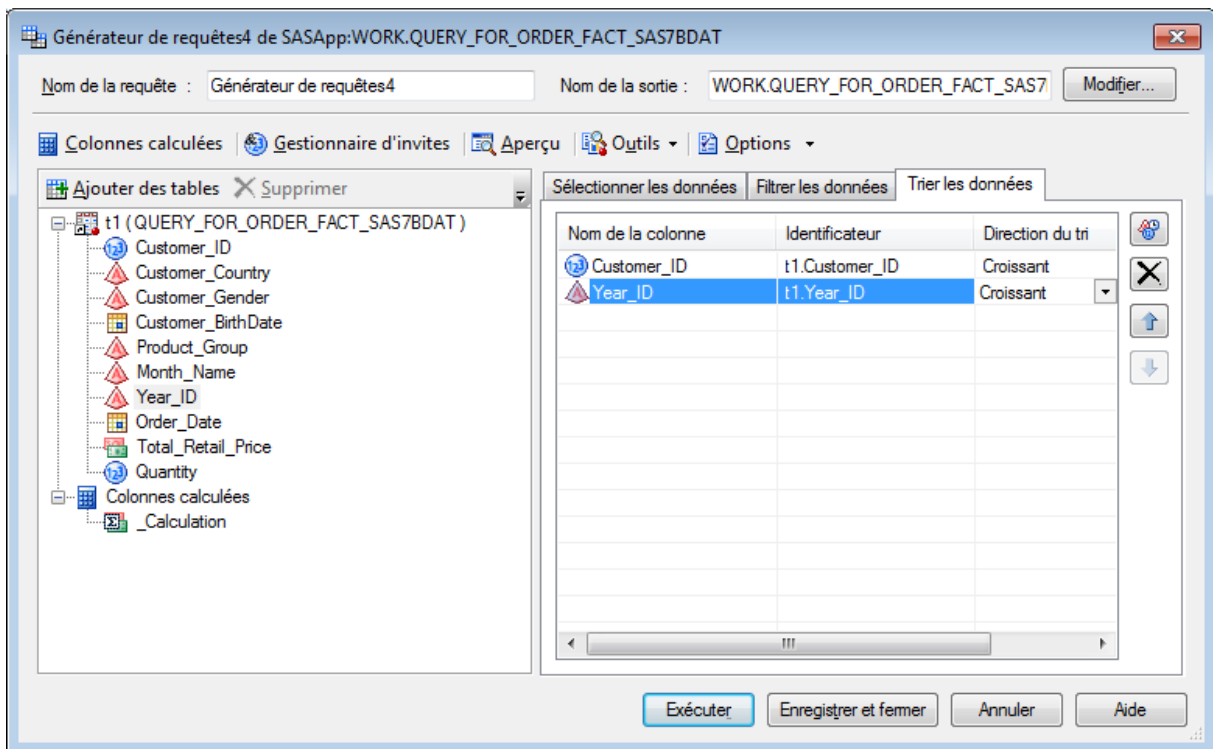 Générateur de requêtes4 de SASApp:WORK.QUERY_FOR_ORDER_FACT_SAS7BDAT
Nom de la requête : Générateur de requêtes4 Nom de la sortie : WORK.QUERY_FOR_ORDER_FACT_SAS7 Modifier...
Colonnes calculées Gestionnaire d'invites Aperçu Outils Options
Ajouter des tables Supprimer
t1 ( QUERY_FOR_ORDER_FACT_SAS7BDAT )
Customer_ID
Customer_Country
Customer_Gender
Customer_BirthDate
Product_Group
Month_Name
Year_ID
Order_Date
Total_Retail_Price
Quantity
Colonnes calculées
_Calculation
Sélectionner les données Filtrer les données Trier les données
Nom de la colonne Identificateur Direction du tri
Customer_ID t1.Customer_ID Croissant
Year_ID t1.Year_ID Croissant
Exécuter Enregistrer et fermer Annuler Aide